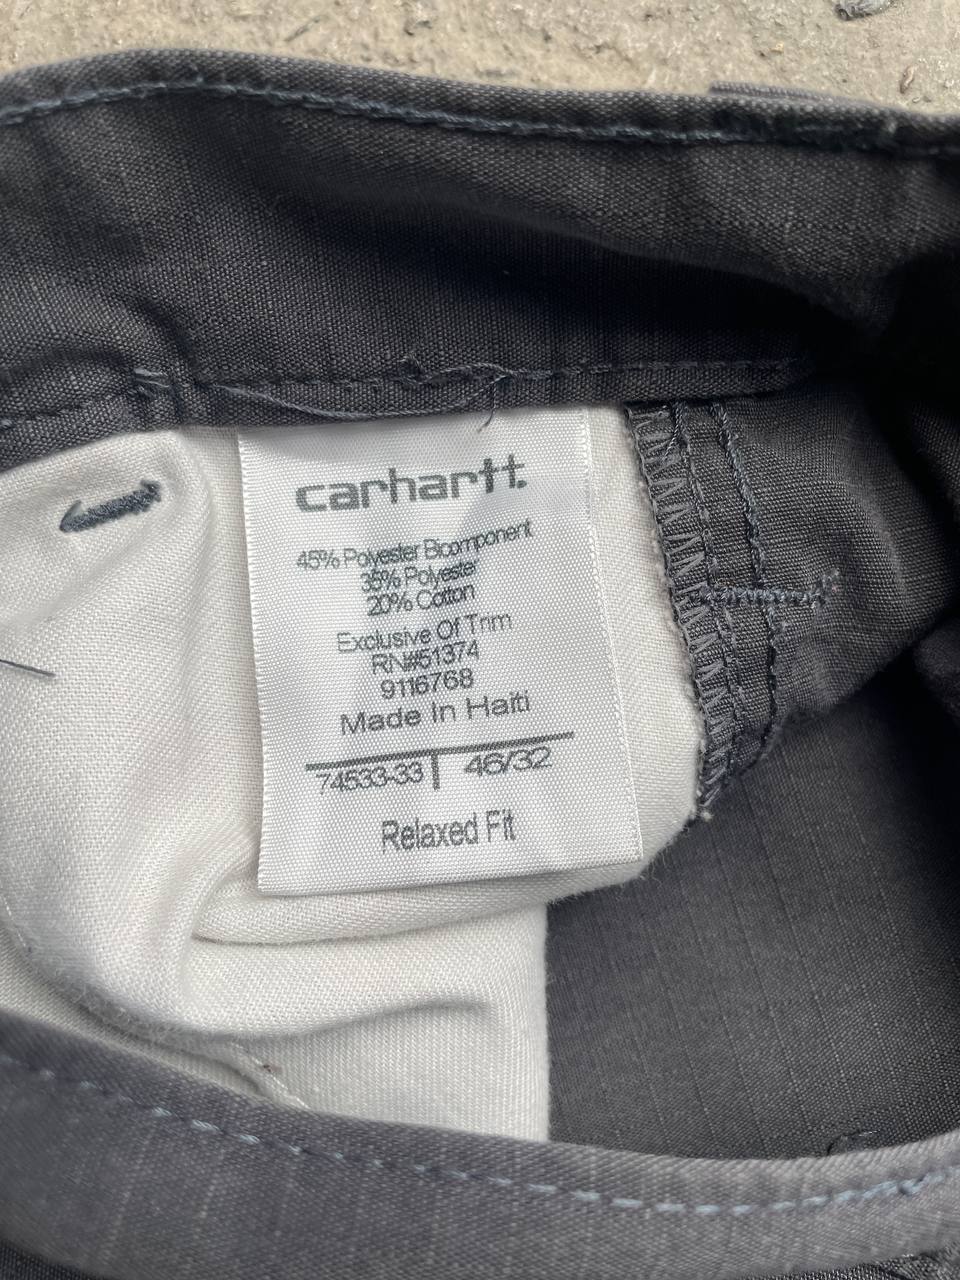 carhartt.
45% Polyester Bicomponent
35% Polyester
20% Cotton
Exclusive Of Trim
RN#51374
9116768
Made In Haiti
74533-33 46/32
Relaxed Fit